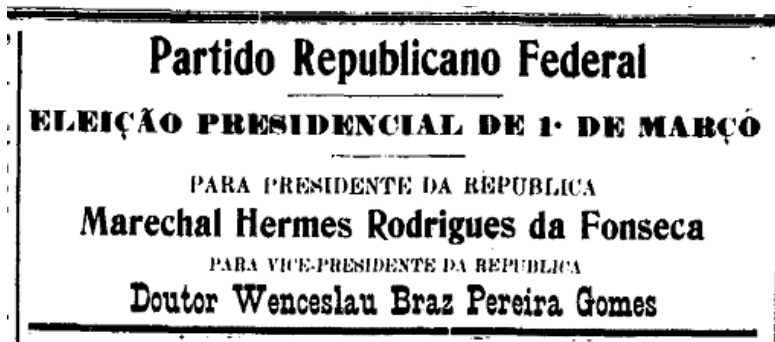 Partido Republicano Federal
ELEIÇÃO PRESIDENCIAL DE 1º DE MARÇO
PARA PRESIDENTE DA REPUBLICA
Marechal Hermes Rodrigues da Fonseca
PARA VICE-PRESIDENTE DA REPUBLICA
Doutor Wenceslau Braz Pereira Gomes